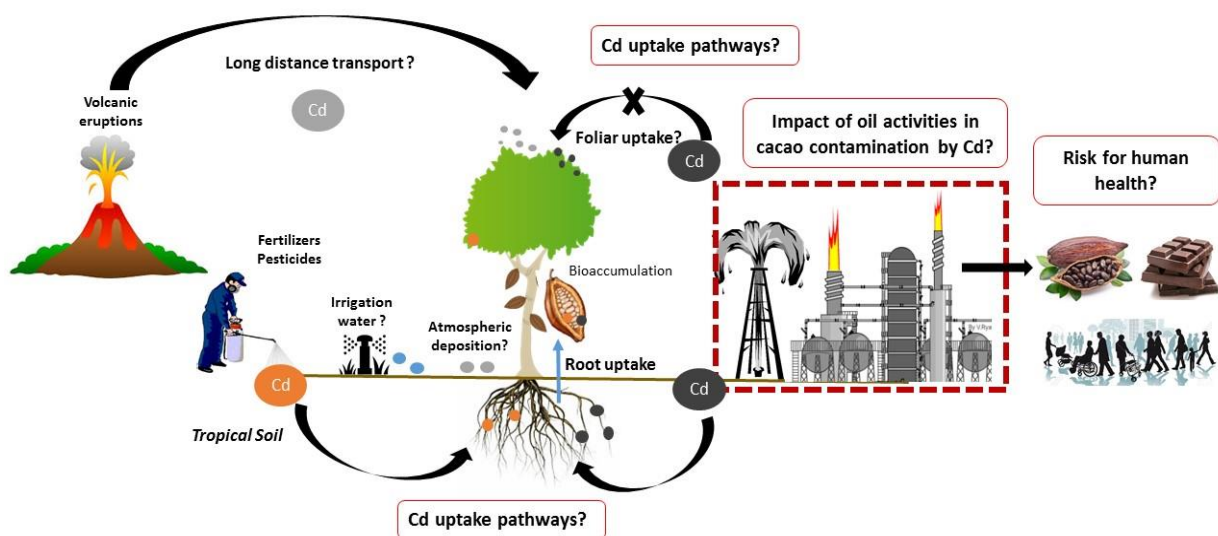 Cd uptake pathways?
Long distance transport ?
Cd
Volcanic
eruptions
Foliar uptake?
Cd
Impact of oil activities in
cacao contamination by Cd?
Risk for human
health?
Fertilizers
Pesticides
Bioaccumulation
Irrigation
water ?
Atmospheric
deposition?
Root uptake
By V.Rya
Cd
Cd
Tropical Soil
Cd uptake pathways?